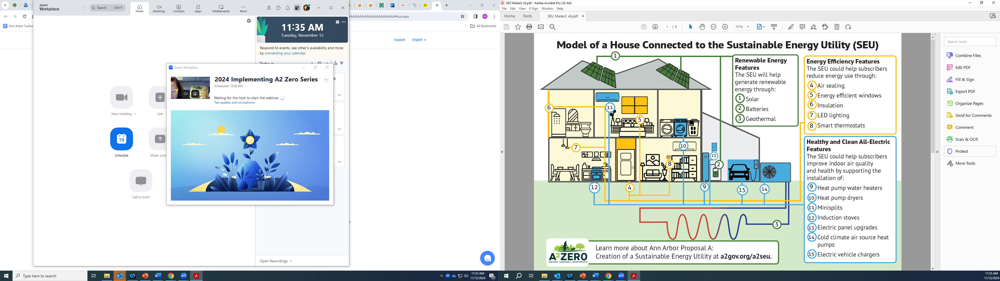 zoom
Workplace
Search Ctrl+F
Home
Meetings
Contacts
Apps
Whiteboards
More
AAAAAAAAAAAAAAAAAAAA#success
Ann Arbor Carbor
All Bookmarks
Support
English
11:35 AM
Tuesday, November 12
Respond to events, see other's availability and more
by connecting your calendar
Today
New meeting
Join
Schedule
19
Call a room
Open Recordings
Zoom Workplace
2024 Implementing A2 Zero Series
Scheduled: 12:00 PM
Waiting for the host to start the webinar.
Test speaker and microphone
Type here to search
11:35 AM
11/12/2024
21
SEU Mailer2 v6.pdf - Adobe Acrobat Pro (32-bit)
File Edit View E-Sign Window Help
Home Tools SEU Mailer2 v6.pdf
1 / 2
151%
Model of a House Connected to the Sustainable Energy Utility (SEU)
Renewable Energy
Features
The SEU will help
generate renewable
energy through:
1 Solar
2 Batteries
3 Geothermal
Energy Efficiency Features
The SEU could help subscribers
reduce energy use through:
4 Air sealing
5 Energy efficient windows
6 Insulation
7 LED lighting
8 Smart thermostats
Healthy and Clean All-Electric
Features
The SEU could help subscribers
improve indoor air quality
and health by supporting the
installation of:
9 Heat pump water heaters
10 Heat pump dryers
11 Minisplits
12 Induction stoves
13 Electric panel upgrades
14 Cold climate air source heat
pumps
15 Electric vehicle chargers
1
6
11
5
10
7
13
8
2
12
4
9
15
14
3
A2ZERO
EQUITABLE - SUSTAINABLE - TRANSFORMATIVE
Learn more about Ann Arbor Proposal A:
Creation of a Sustainable Energy Utility at a2gov.org/a2seu.
Search tools
Combine Files
Edit PDF
Fill & Sign
Export PDF
Organize Pages
Send for Comments
Comment
Scan & OCR
Protect
More Tools
11:35 AM
11/12/2024